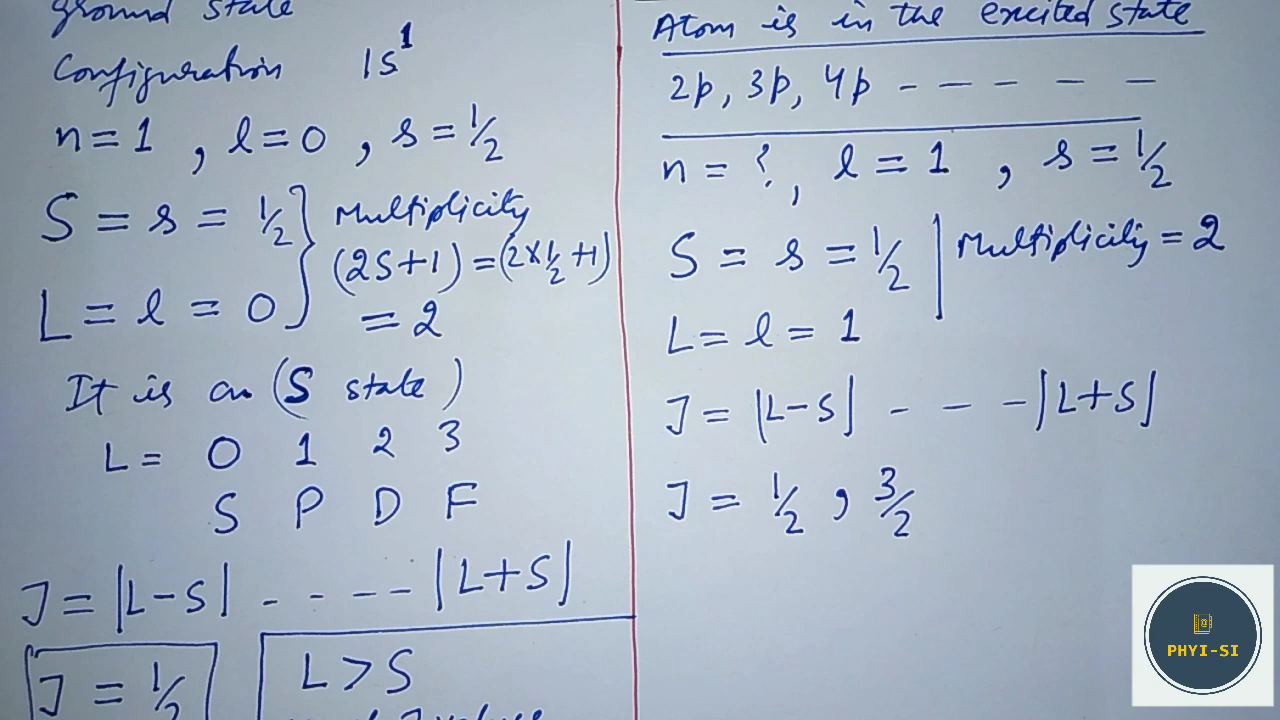 ground state
Configuration 1s¹
n = 1 , l = 0 , s = ½
S = s = ½ } Multiplicity
(2S+1) = (2×½+1)
L = l = 0 = 2
It is an (S state)
L = 0 1 2 3
S P D F
J = |L-S| - - - - - |L+S|
J = ½
L > S
Atom is in the excited state
2p, 3p, 4p - - - - - -
n = ? , l = 1 , s = ½
S = s = ½ | Multiplicity = 2
L = l = 1
J = |L-S| - - - |L+S|
J = ½ , 3/2
PHYI-SI